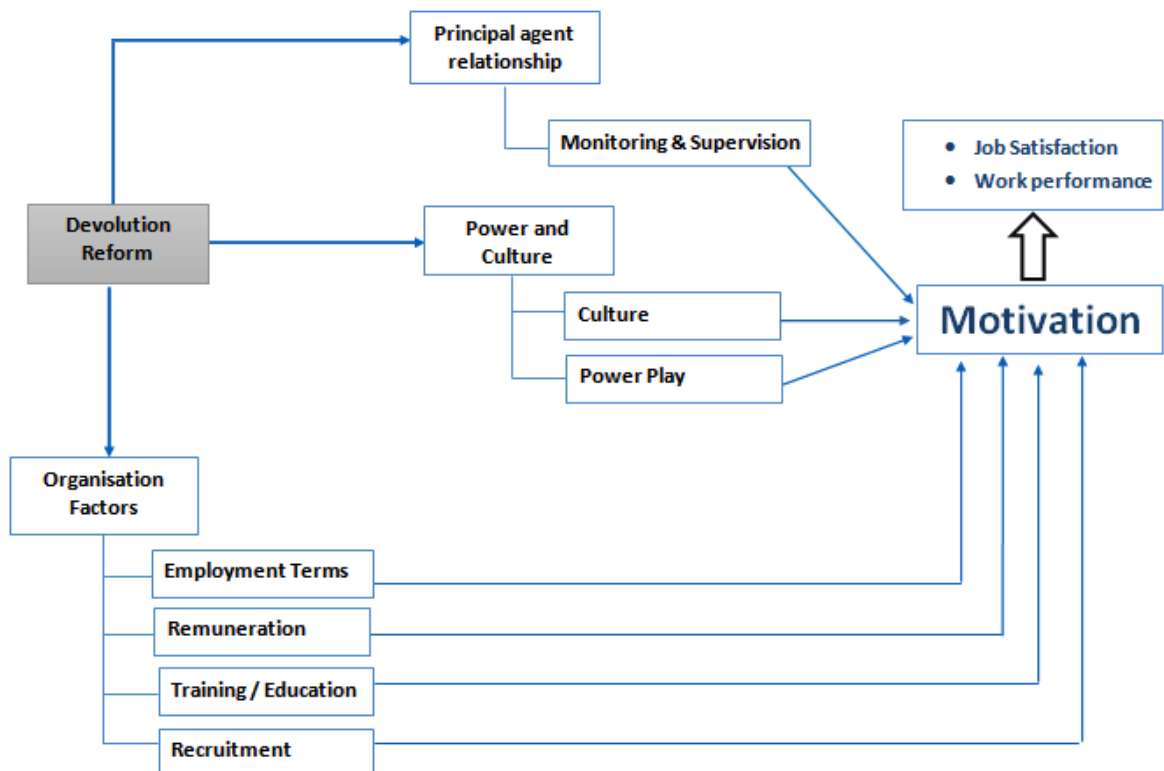 Principal agent
relationship
Monitoring & Supervision
• Job Satisfaction
• Work performance
Devolution
Reform
Power and
Culture
Culture
Power Play
Motivation
Organisation
Factors
Employment Terms
Remuneration
Training / Education
Recruitment